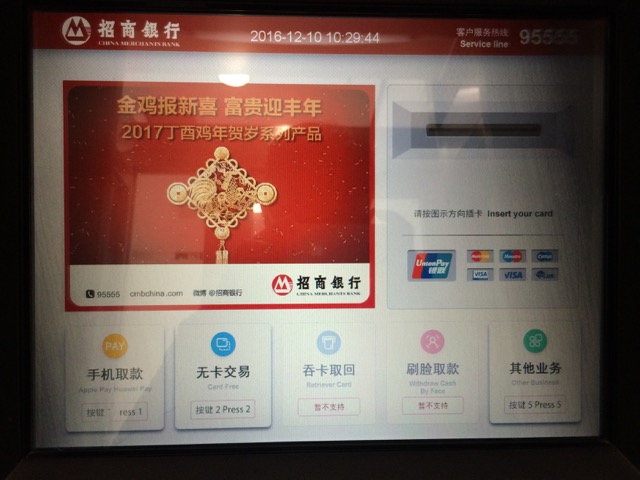 招商银行
CHINA MERCHANTS BANK
2016-12-10 10:29:44
客户服务热线
Service line
95555
金鸡报新喜 富贵迎丰年
2017丁酉鸡年贺岁系列产品
95555 cmbchina.com 微博 @招商银行
招商银行
CHINA MERCHANTS BANK
请按图示方向插卡 Insert your card
UnionPay
银联
VISA
VISA
PAY
手机取款
Apple Pay Huawei Pay
按键 1 Press 1
无卡交易
Card Free
按键 2 Press 2
吞卡取回
Retriever Card
暂不支持
刷脸取款
Withdraw Cash
By Face
暂不支持
其他业务
Other Business
按键 5 Press 5